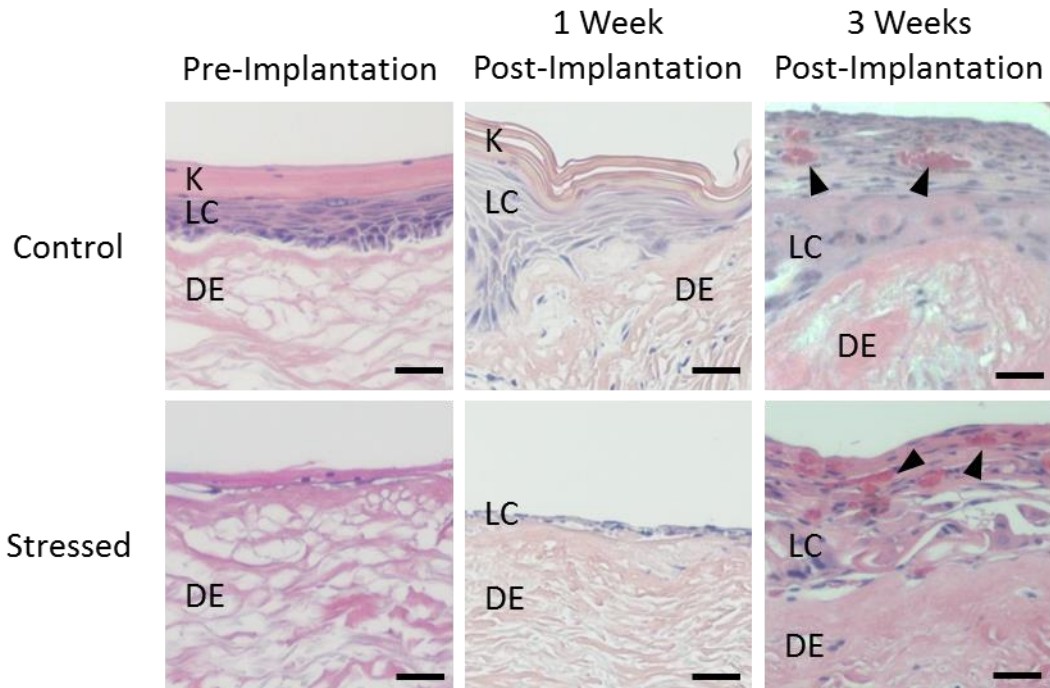 1 Week
3 Weeks
Pre-Implantation
Post-Implantation
Post-Implantation
Control
K
LC
DE
K
LC
DE
LC
DE
Stressed
DE
LC
DE
LC
DE